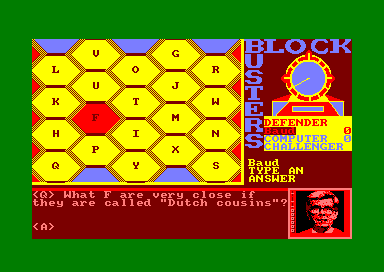 BLOCK
BUSTERS
V G
L O R
U J
K T W
F M
H I N
P X
Q Y S
DEFENDER
Baud 0
COMPUTER 0
CHALLENGER
Baud
TYPE AN
ANSWER
<Q> What F are very close if
they are called "Dutch cousins"?
<A>